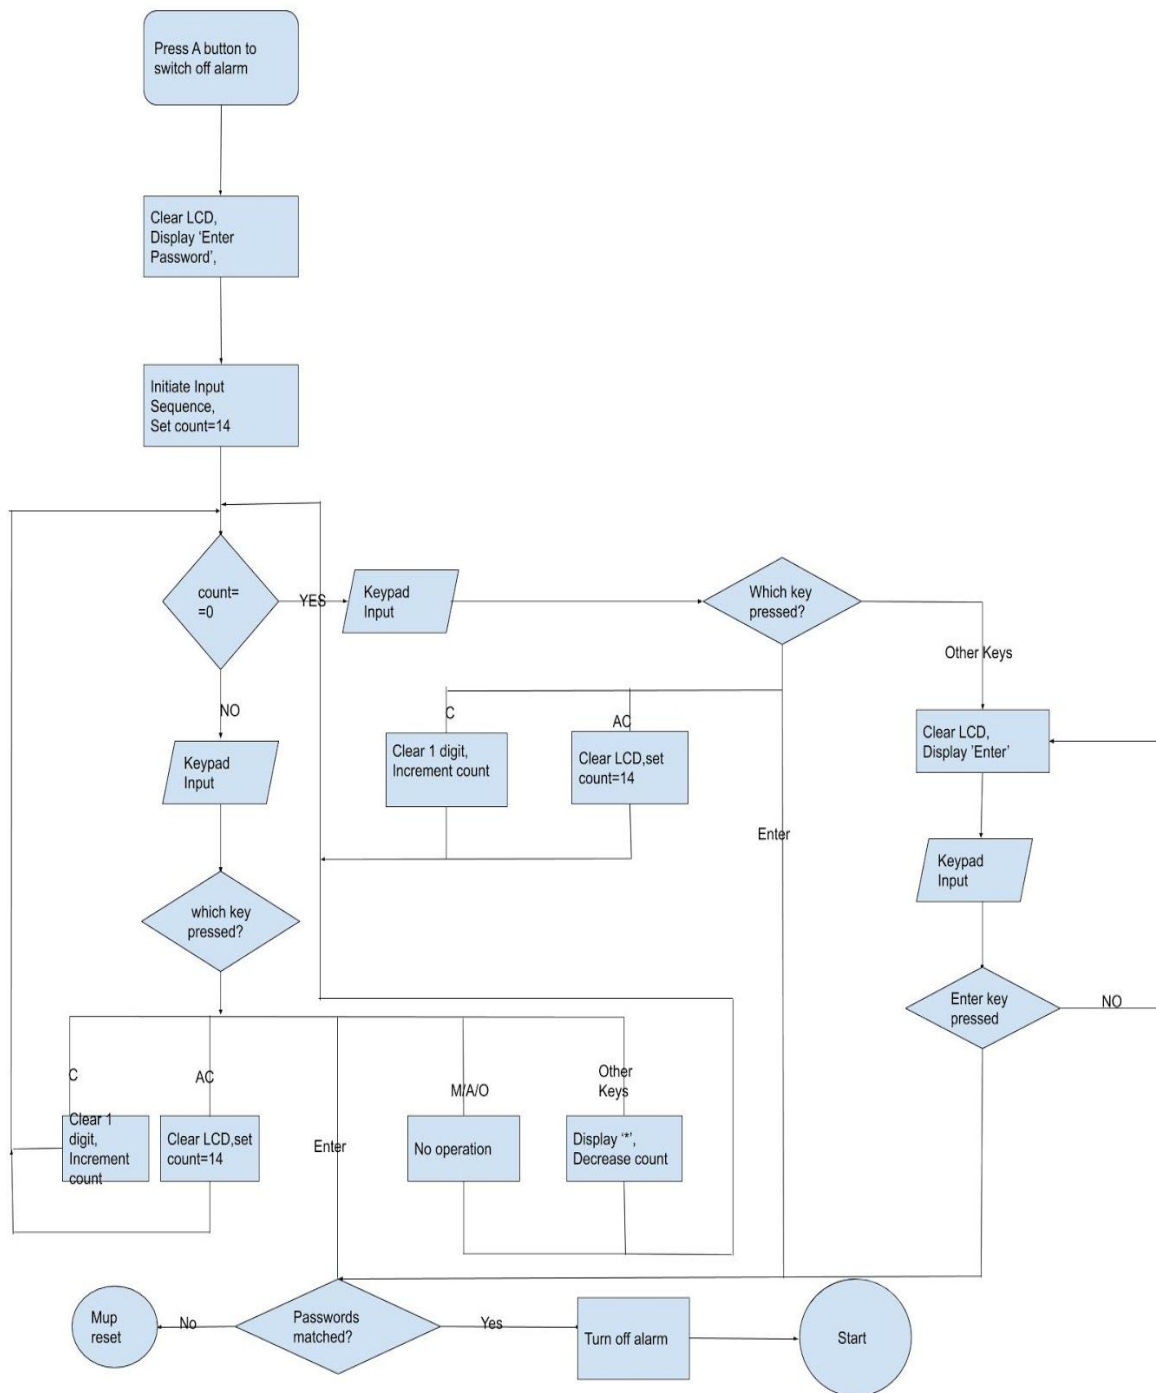 Press A button to
switch off alarm
Clear LCD,
Display ‘Enter
Password’,
Initiate Input
Sequence,
Set count=14
count=
=0
YES
Keypad
Input
Which key
pressed?
Other Keys
NO
Keypad
Input
C
Clear 1 digit,
Increment count
AC
Clear LCD,set
count=14
Enter
Clear LCD,
Display ’Enter’
Keypad
Input
Enter key
pressed
NO
which key
pressed?
C
Clear 1
digit,
Increment
count
AC
Clear LCD,set
count=14
Enter
M/A/O
No operation
Other
Keys
Display ‘*’,
Decrease count
Mup
reset
No
Passwords
matched?
Yes
Turn off alarm
Start